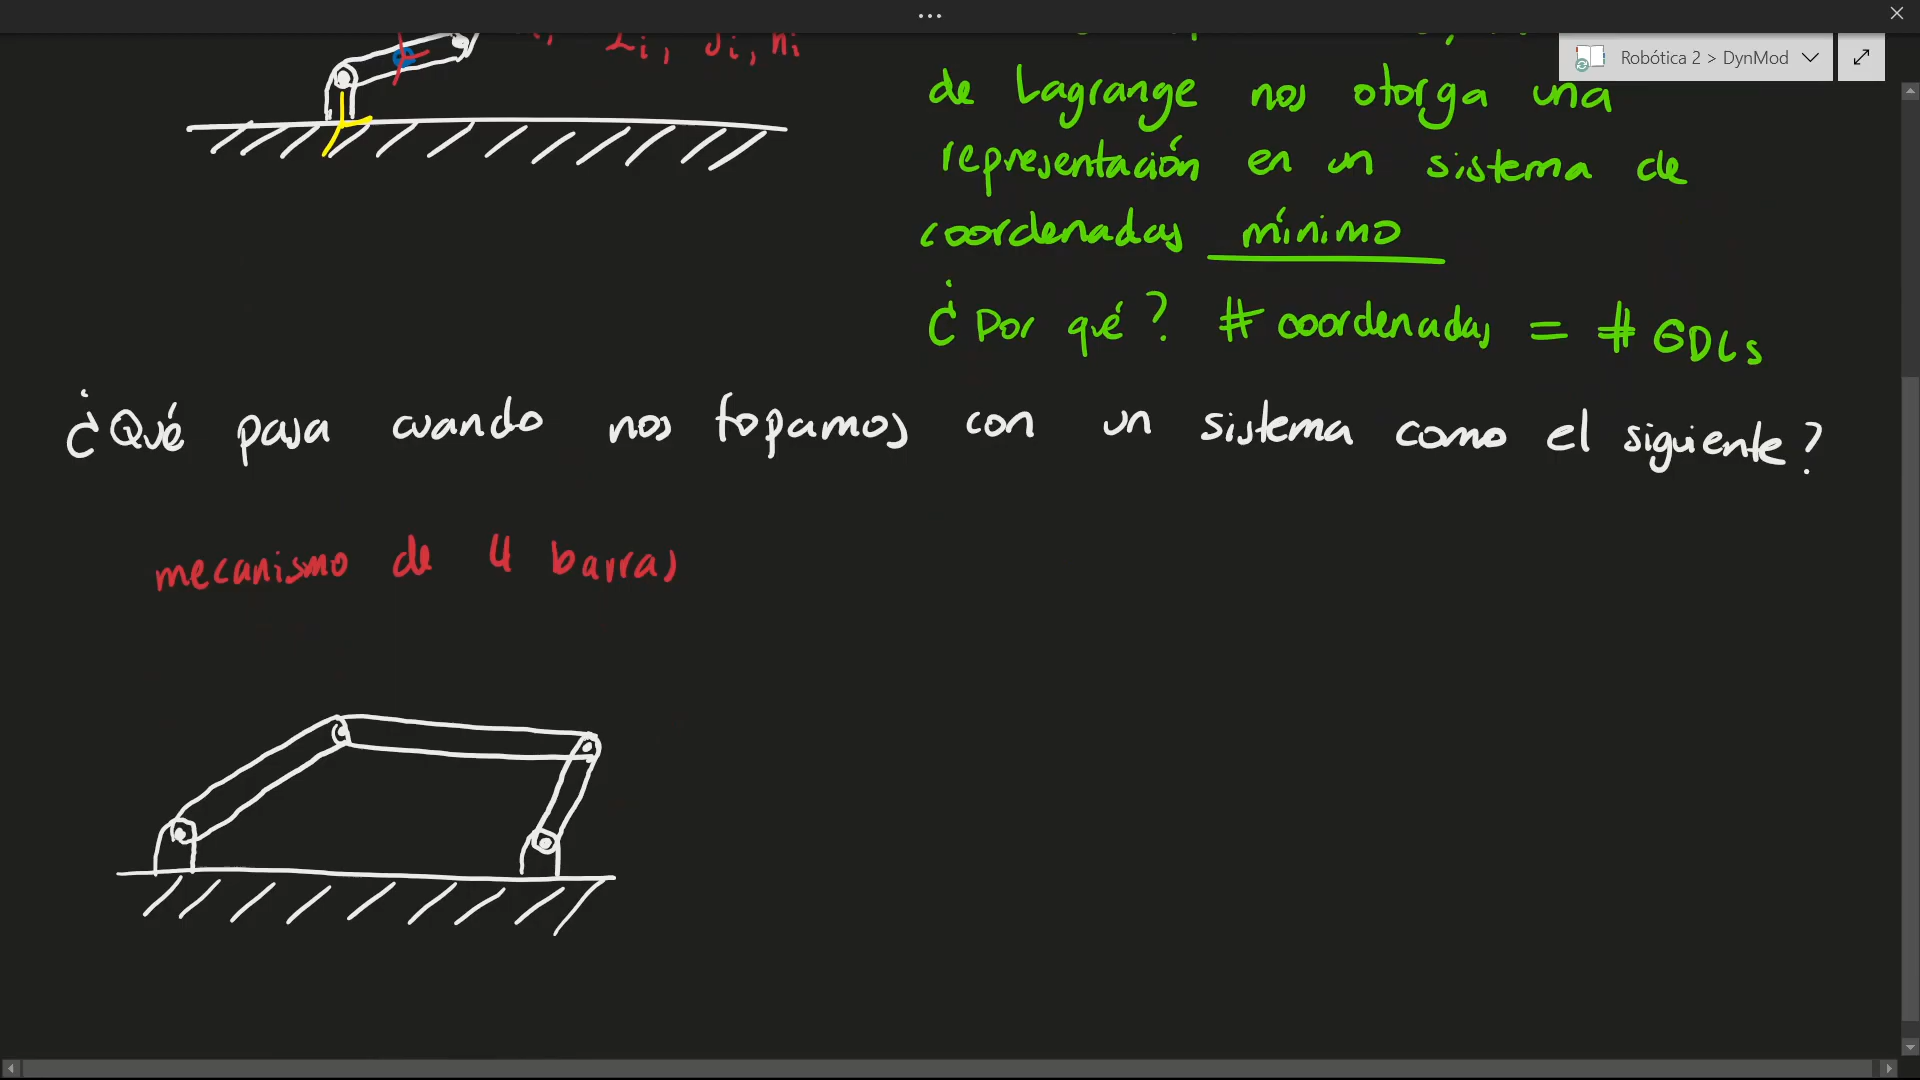 Robótica 2 > DynMod
de Lagrange nos otorga una
representación en un sistema de
coordenadas mínimo
¿Por qué? # coordenadas = # GDLs
¿Qué pasa cuando nos topamos con un sistema como el siguiente?
mecanismo de 4 barras